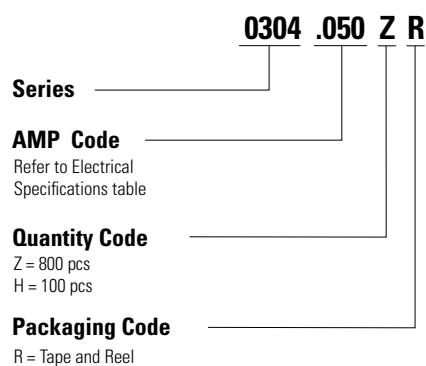 0304 .050 Z R
Series
AMP Code
Refer to Electrical
Specifications table
Quantity Code
Z = 800 pcs
H = 100 pcs
Packaging Code
R = Tape and Reel